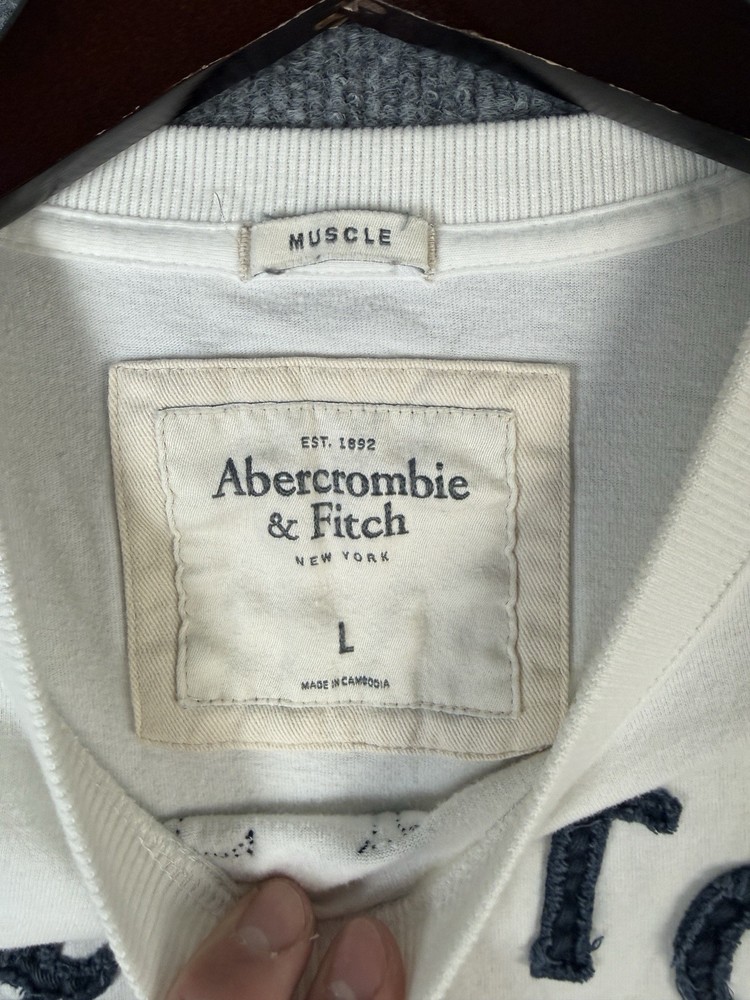 MUSCLE
EST. 1892
Abercrombie
& Fitch
NEW YORK
L
MADE IN CAMBODIA